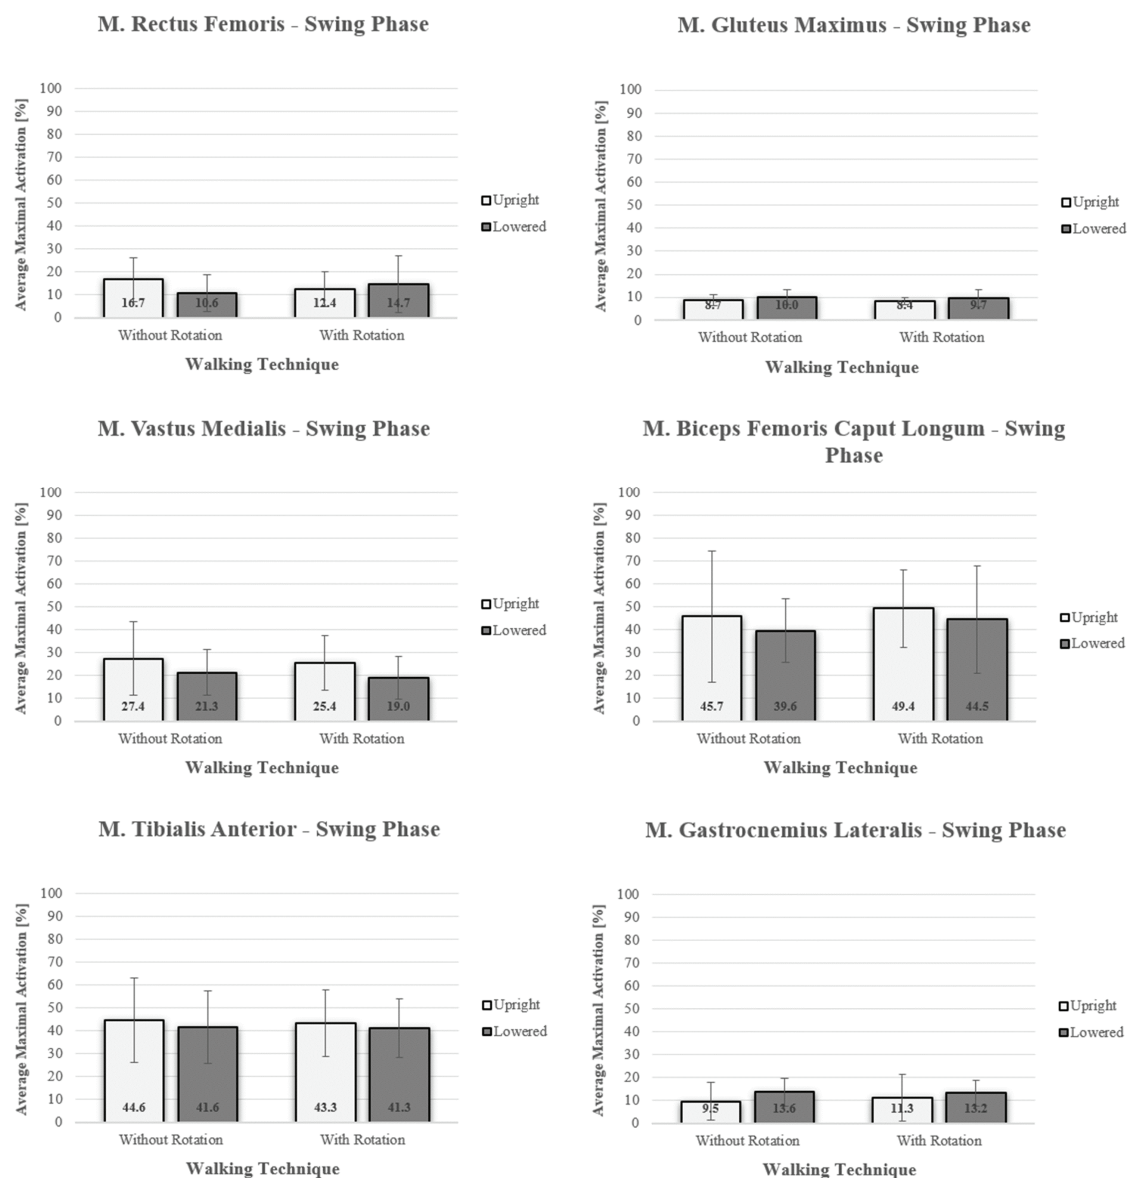 M. Rectus Femoris - Swing Phase
Average Maximal Activation [%]
100
90
80
70
60
50
40
30
20
10
0
16.7
10.6
12.4
14.7
Without Rotation
With Rotation
Walking Technique
Upright
Lowered
M. Gluteus Maximus - Swing Phase
Average Maximal Activation [%]
100
90
80
70
60
50
40
30
20
10
0
8.7
10.0
8.4
9.7
Without Rotation
With Rotation
Walking Technique
Upright
Lowered
M. Vastus Medialis - Swing Phase
Average Maximal Activation [%]
100
90
80
70
60
50
40
30
20
10
0
27.4
21.3
25.4
19.0
Without Rotation
With Rotation
Walking Technique
Upright
Lowered
M. Biceps Femoris Caput Longum - Swing
Phase
Average Maximal Activation [%]
100
90
80
70
60
50
40
30
20
10
0
45.7
39.6
49.4
44.5
Without Rotation
With Rotation
Walking Technique
Upright
Lowered
M. Tibialis Anterior - Swing Phase
Average Maximal Activation [%]
100
90
80
70
60
50
40
30
20
10
0
44.6
41.6
43.3
41.3
Without Rotation
With Rotation
Walking Technique
Upright
Lowered
M. Gastrocnemius Lateralis - Swing Phase
Average Maximal Activation [%]
100
90
80
70
60
50
40
30
20
10
0
9.5
13.6
11.3
13.2
Without Rotation
With Rotation
Walking Technique
Upright
Lowered